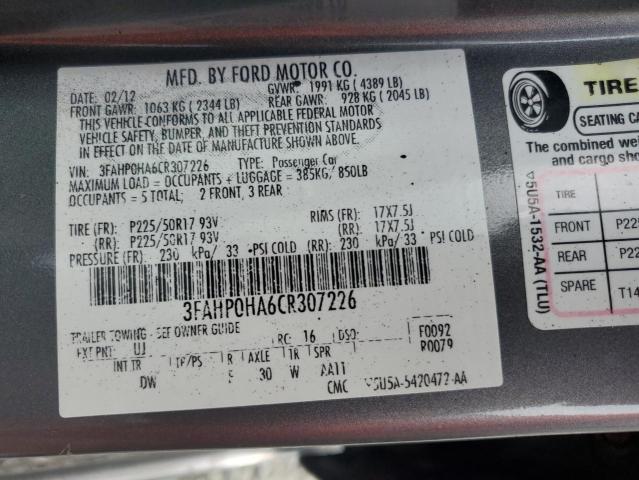 MFD. BY FORD MOTOR CO.
DATE: 02/12 GVWR: 1991 KG ( 4389 LB)
FRONT GAWR: 1063 KG ( 2344 LB) REAR GAWR: 928 KG ( 2045 LB)
THIS VEHICLE CONFORMS TO ALL APPLICABLE FEDERAL MOTOR
VEHICLE SAFETY, BUMPER, AND THEFT PREVENTION STANDARDS
IN EFFECT ON THE DATE OF MANUFACTURE SHOWN ABOVE.
VIN: 3FAHP0HA6CR307226 TYPE: Passenger Car
MAXIMUM LOAD = OCCUPANTS + LUGGAGE = 385KG/ 850LB
OCCUPANTS = 5 TOTAL; 2 FRONT, 3 REAR
TIRE (FR): P225/50R17 93V RIMS (FR): 17X7.5J
(RR): P225/50R17 93V (RR): 17X7.5J
PRESSURE (FR): 230 kPa/ 33 PSI COLD (RR): 230 kPa/ 33 PSI COLD
3FAHP0HA6CR307226
TRAILER TOWING - SEE OWNER GUIDE
EXT PNT: UJ RC: 16 DSO: F0092
P0079
INT TR TP/PS R AXLE TR SPR
DW 30 W AA11
CMC 5U5A-5420472-AA
TIRE
SEATING CA
The combined wei
and cargo sho
TIRE
FRONT P225
REAR P22
SPARE T14
5U5A-1532-AA (TLU)